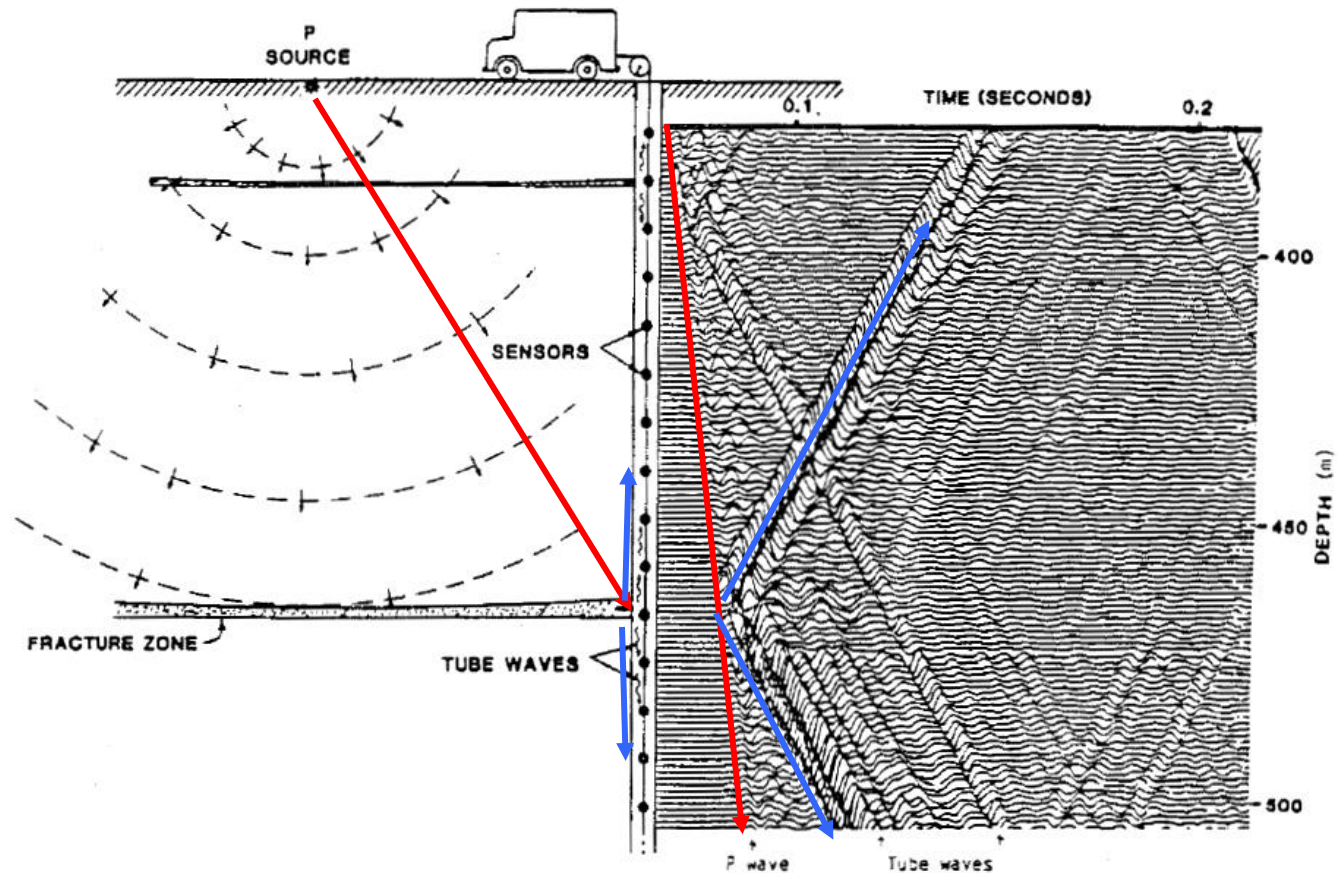 P
SOURCE
TIME (SECONDS)
0.1.
0.2
SENSORS
400
450
DEPTH (m)
FRACTURE ZONE
TUBE WAVES
500
P wave
Tube waves